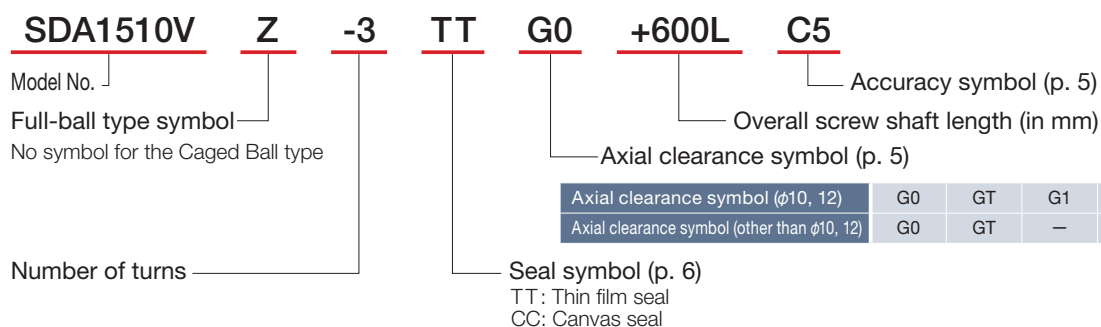 SDA1510V Z -3 TT G0 +600L C5
Model No.
Accuracy symbol (p. 5)
Full-ball type symbol
Overall screw shaft length (in mm)
No symbol for the Caged Ball type
Axial clearance symbol (p. 5)
Axial clearance symbol (ϕ10, 12) G0 GT G1
Axial clearance symbol (other than ϕ10, 12) G0 GT —
Number of turns
Seal symbol (p. 6)
TT: Thin film seal
CC: Canvas seal